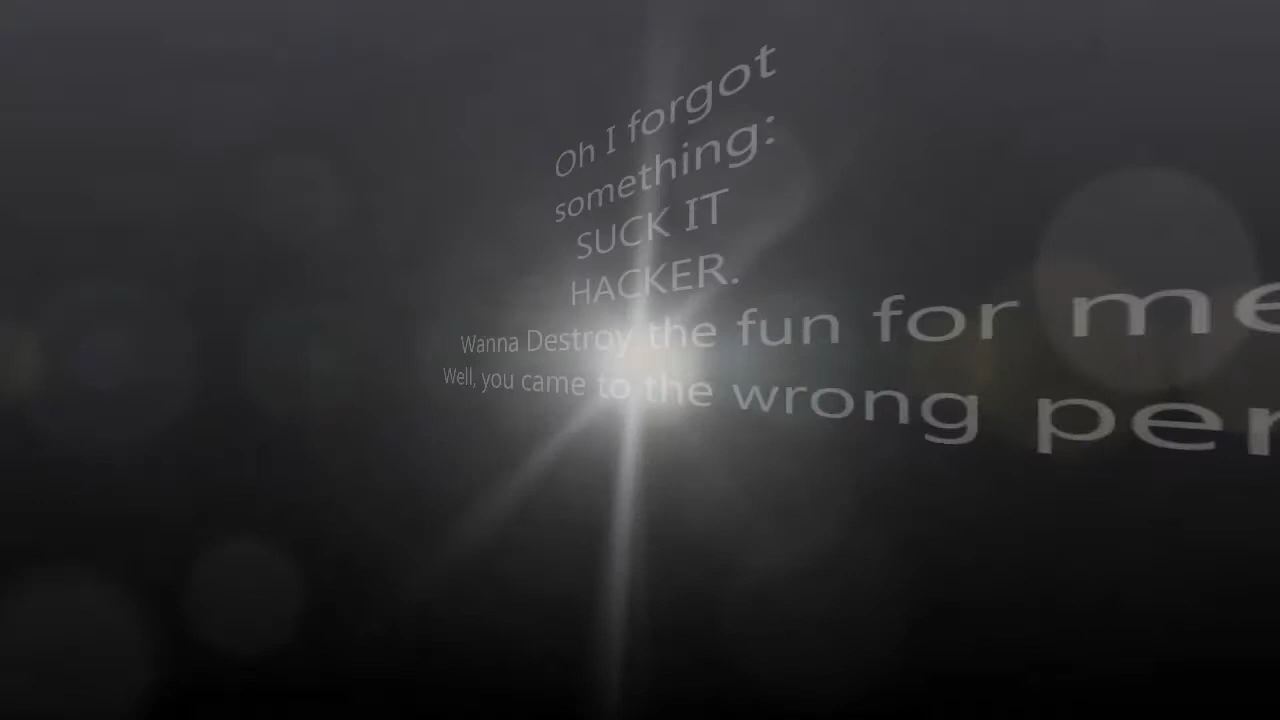 Oh I forgot
something:
SUCK IT
HACKER.
Wanna Destroy the fun for me
Well, you came to the wrong per